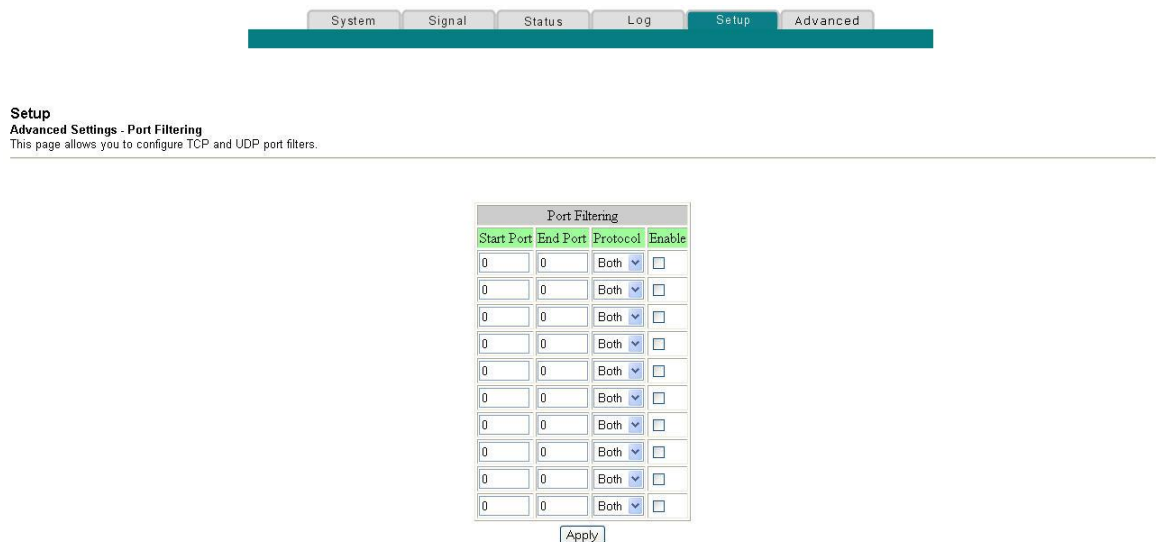 System Signal Status Log Setup Advanced
Setup
Advanced Settings - Port Filtering
This page allows you to configure TCP and UDP port filters.
Port Filtering
Start Port End Port Protocol Enable
0 0 Both
0 0 Both
0 0 Both
0 0 Both
0 0 Both
0 0 Both
0 0 Both
0 0 Both
0 0 Both
0 0 Both
Apply